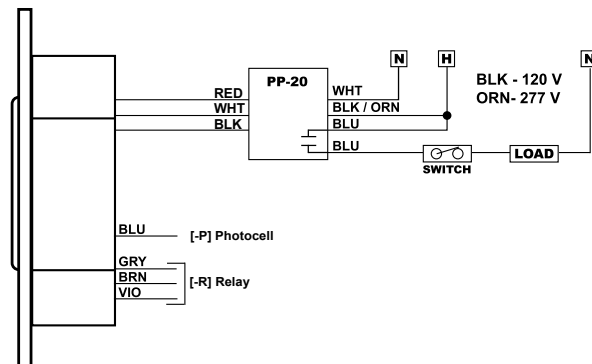 N
H
N
PP-20
BLK - 120 V
ORN- 277 V
RED
WHT
WHT
BLK / ORN
BLK
BLU
BLU
SWITCH
LOAD
BLU
[-P] Photocell
GRY
BRN
[-R] Relay
VIO